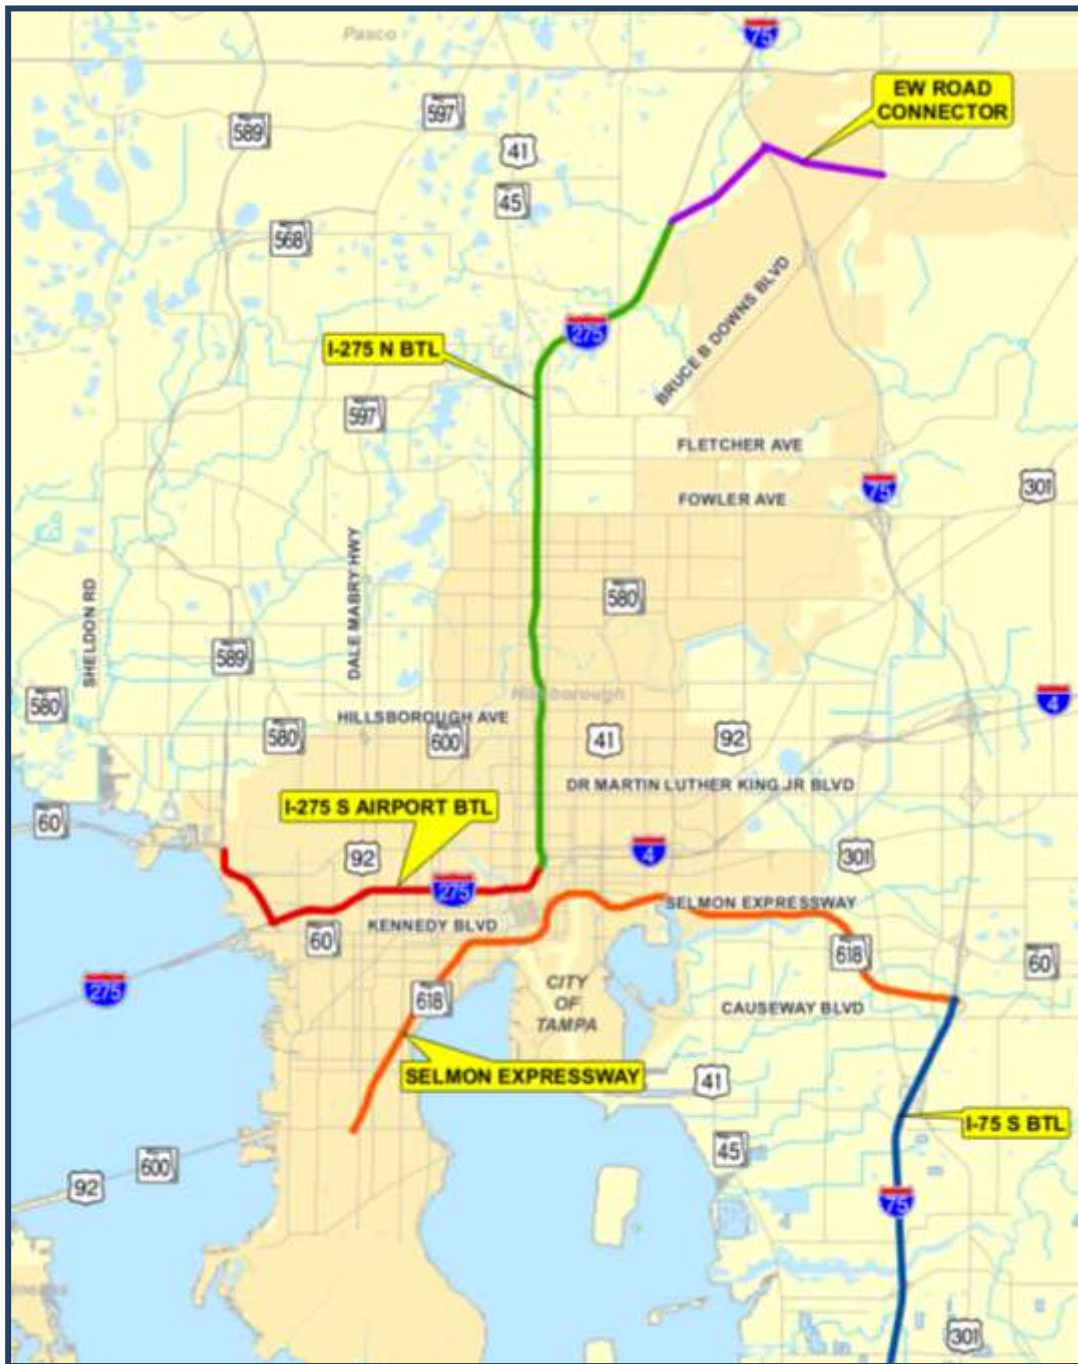 Pasco
75
EW ROAD
CONNECTOR
597
589
41
45
568
275
I-275 N BTL
BRUCE B DOWNS BLVD
597
FLETCHER AVE
75
301
FOWLER AVE
SHELDON RD
DALE MABRY HWY
580
589
Hillsborough
580
4
HILLSBOROUGH AVE
580
600
41
92
DR MARTIN LUTHER KING JR BLVD
I-275 S AIRPORT BTL
60
92
4
301
275
SELMON EXPRESSWAY
KENNEDY BLVD
60
618
60
275
618
CITY
OF
TAMPA
CAUSEWAY BLVD
SELMON EXPRESSWAY
41
I-75 S BTL
45
600
92
75
301